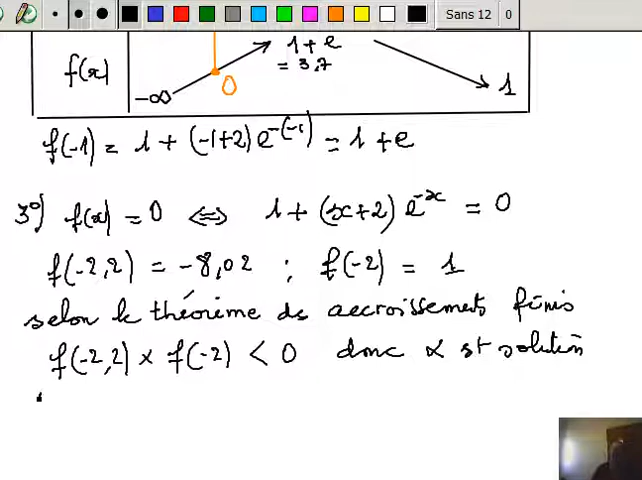 Sans 12 0
1 + e
= 3,7
f(x)
0
-∞
1
f(-1) = 1 + (-1+2) e^-(-1) = 1 + e
3°) f(x) = 0 ⇔ 1 + (x+2) e^-x = 0
f(-2,2) = -8,02 ; f(-2) = 1
selon le théorème des accroissements finis
f(-2,2) × f(-2) < 0 donc α est solution